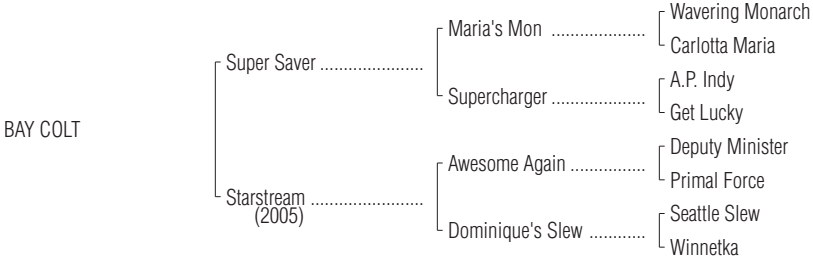 Wavering Monarch
Maria's Mon .....................
Carlotta Maria
Super Saver ......................
A.P. Indy
Supercharger .....................
Get Lucky
BAY COLT
Deputy Minister
Awesome Again .................
Primal Force
Starstream ........................
(2005)
Seattle Slew
Dominique's Slew .............
Winnetka